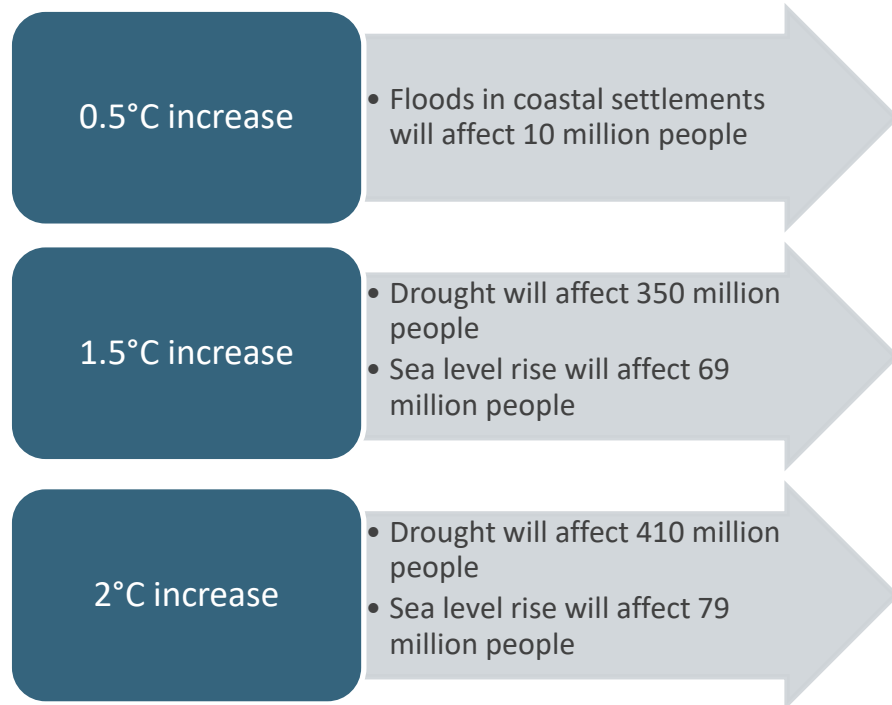 0.5°C increase
• Floods in coastal settlements
will affect 10 million people
1.5°C increase
• Drought will affect 350 million
people
• Sea level rise will affect 69
million people
2°C increase
• Drought will affect 410 million
people
• Sea level rise will affect 79
million people